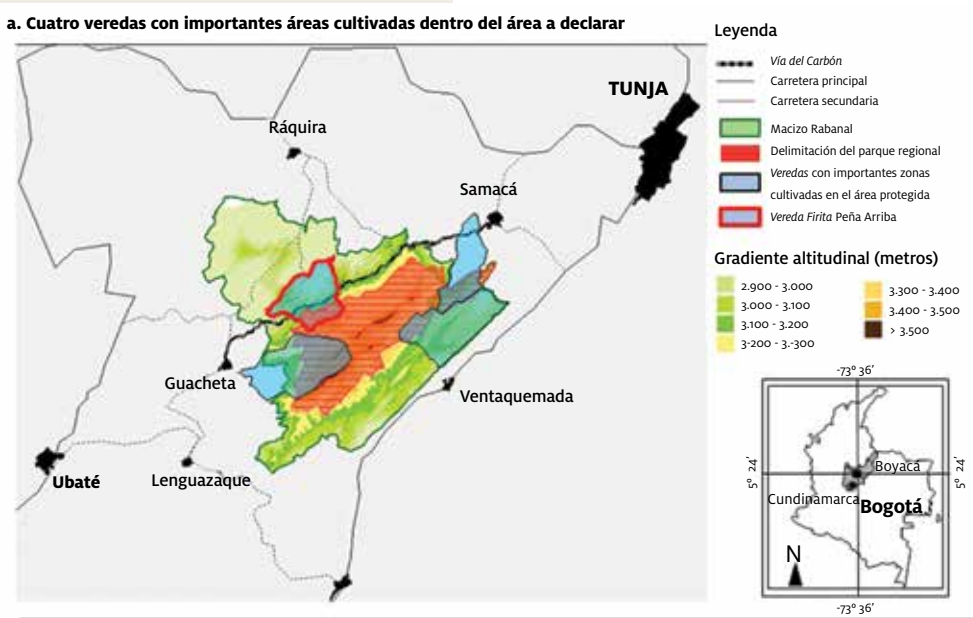 a. Cuatro veredas con importantes áreas cultivadas dentro del área a declarar
TUNJA
Ráquira
Samacá
Guacheta
Ventaquemada
Ubaté
Lenguazaque
Leyenda
Vía del Carbón
Carretera principal
Carretera secundaria
Macizo Rabanal
Delimitación del parque regional
Veredas con importantes zonas
cultivadas en el área protegida
Vereda Firita Peña Arriba
Gradiente altitudinal (metros)
2.900 - 3.000
3.000 - 3.100
3.100 - 3.200
3-200 - 3.-300
3.300 - 3.400
3.400 - 3.500
> 3.500
-73° 36’
5° 24’
Boyacá
Cundinamarca
Bogotá
5° 24’
N
-73° 36’